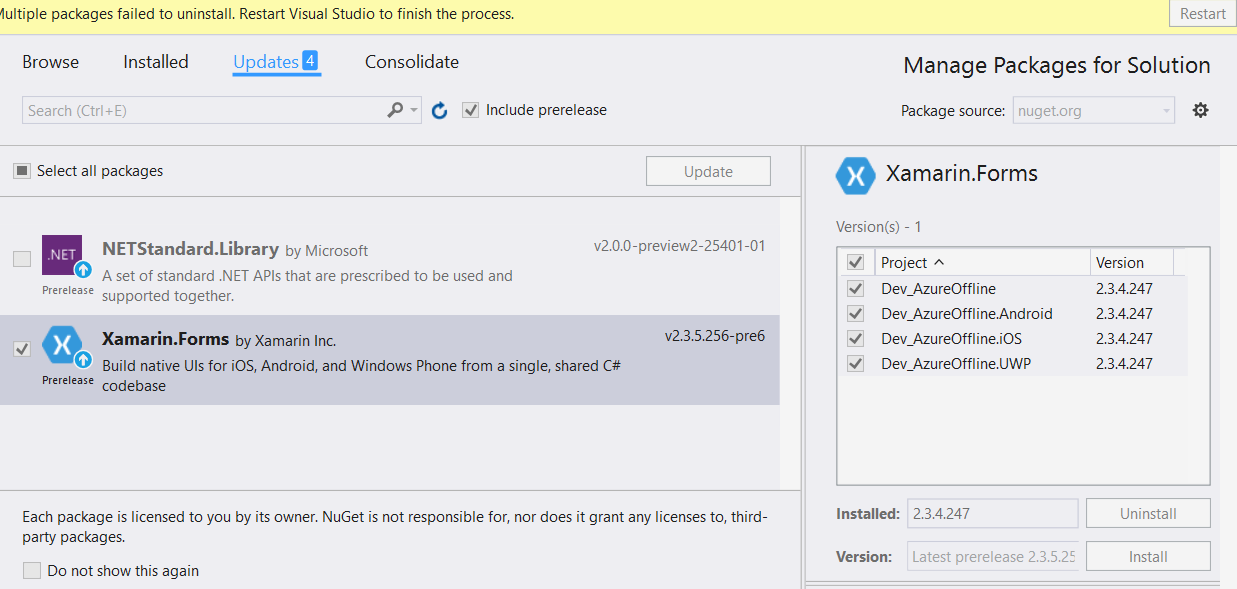 Multiple packages failed to uninstall. Restart Visual Studio to finish the process.
Restart
Browse
Installed
Updates 4
Consolidate
Manage Packages for Solution
Search (Ctrl+E)
Include prerelease
Package source:
nuget.org
Select all packages
Update
.NET
Prerelease
NETStandard.Library by Microsoft
v2.0.0-preview2-25401-01
A set of standard .NET APIs that are prescribed to be used and
supported together.
Prerelease
Xamarin.Forms by Xamarin Inc.
v2.3.5.256-pre6
Build native UIs for iOS, Android, and Windows Phone from a single, shared C#
codebase
Each package is licensed to you by its owner. NuGet is not responsible for, nor does it grant any licenses to, third-
party packages.
Do not show this again
Xamarin.Forms
Version(s) - 1
Project Version
Dev_AzureOffline 2.3.4.247
Dev_AzureOffline.Android 2.3.4.247
Dev_AzureOffline.iOS 2.3.4.247
Dev_AzureOffline.UWP 2.3.4.247
Installed: 2.3.4.247 Uninstall
Version: Latest prerelease 2.3.5.25 Install